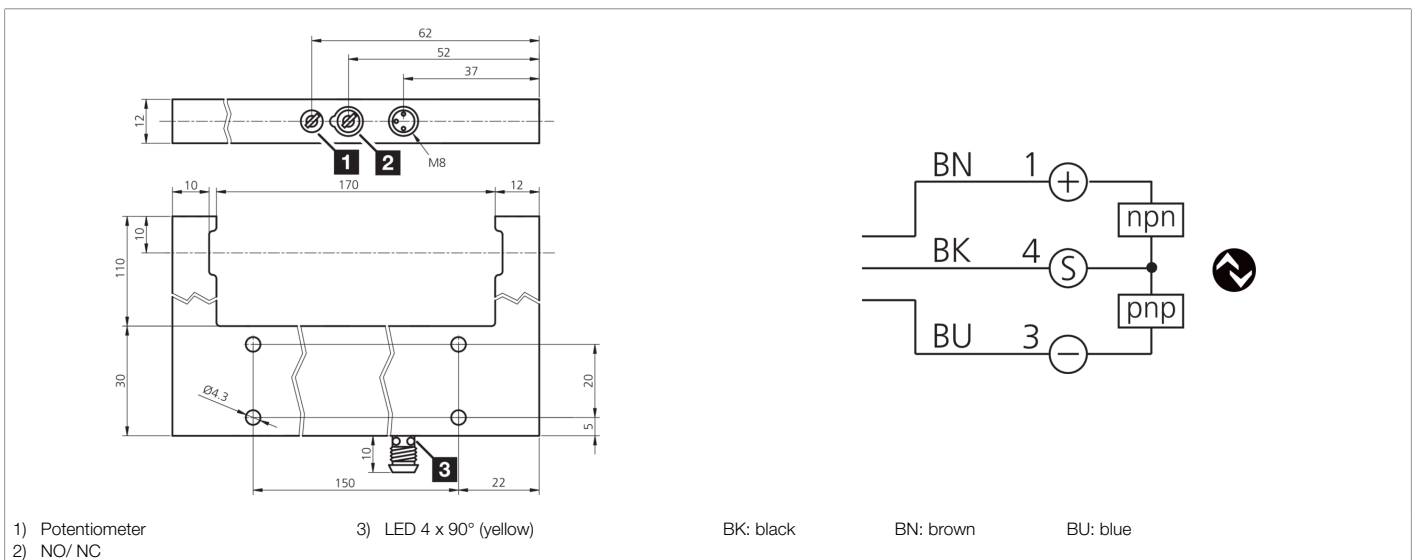 62
52
37
12
1
2
M8
10
170
12
10
110
30
Ø4.3
20
5
10
3
150
22
BN 1 +
npn
BK 4 S
pnp
BU 3 −
1) Potentiometer 3) LED 4 x 90° (yellow) BK: black BN: brown BU: blue
2) NO/ NC